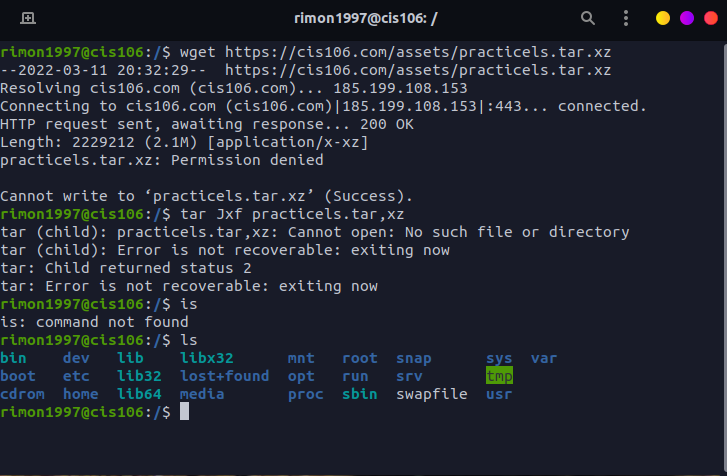 rimon1997@cis106: /
rimon1997@cis106:/$ wget https://cis106.com/assets/practicels.tar.xz
--2022-03-11 20:32:29--  https://cis106.com/assets/practicels.tar.xz
Resolving cis106.com (cis106.com)... 185.199.108.153
Connecting to cis106.com (cis106.com)|185.199.108.153|:443... connected.
HTTP request sent, awaiting response... 200 OK
Length: 2229212 (2.1M) [application/x-xz]
practicels.tar.xz: Permission denied
Cannot write to ‘practicels.tar.xz’ (Success).
rimon1997@cis106:/$ tar Jxf practicels.tar,xz
tar (child): practicels.tar,xz: Cannot open: No such file or directory
tar (child): Error is not recoverable: exiting now
tar: Child returned status 2
tar: Error is not recoverable: exiting now
rimon1997@cis106:/$ is
is: command not found
rimon1997@cis106:/$ ls
bin    dev   lib    libx32      mnt   root  snap      sys  var
boot   etc   lib32  lost+found  opt   run   srv       tmp
cdrom  home  lib64  media       proc  sbin  swapfile  usr
rimon1997@cis106:/$